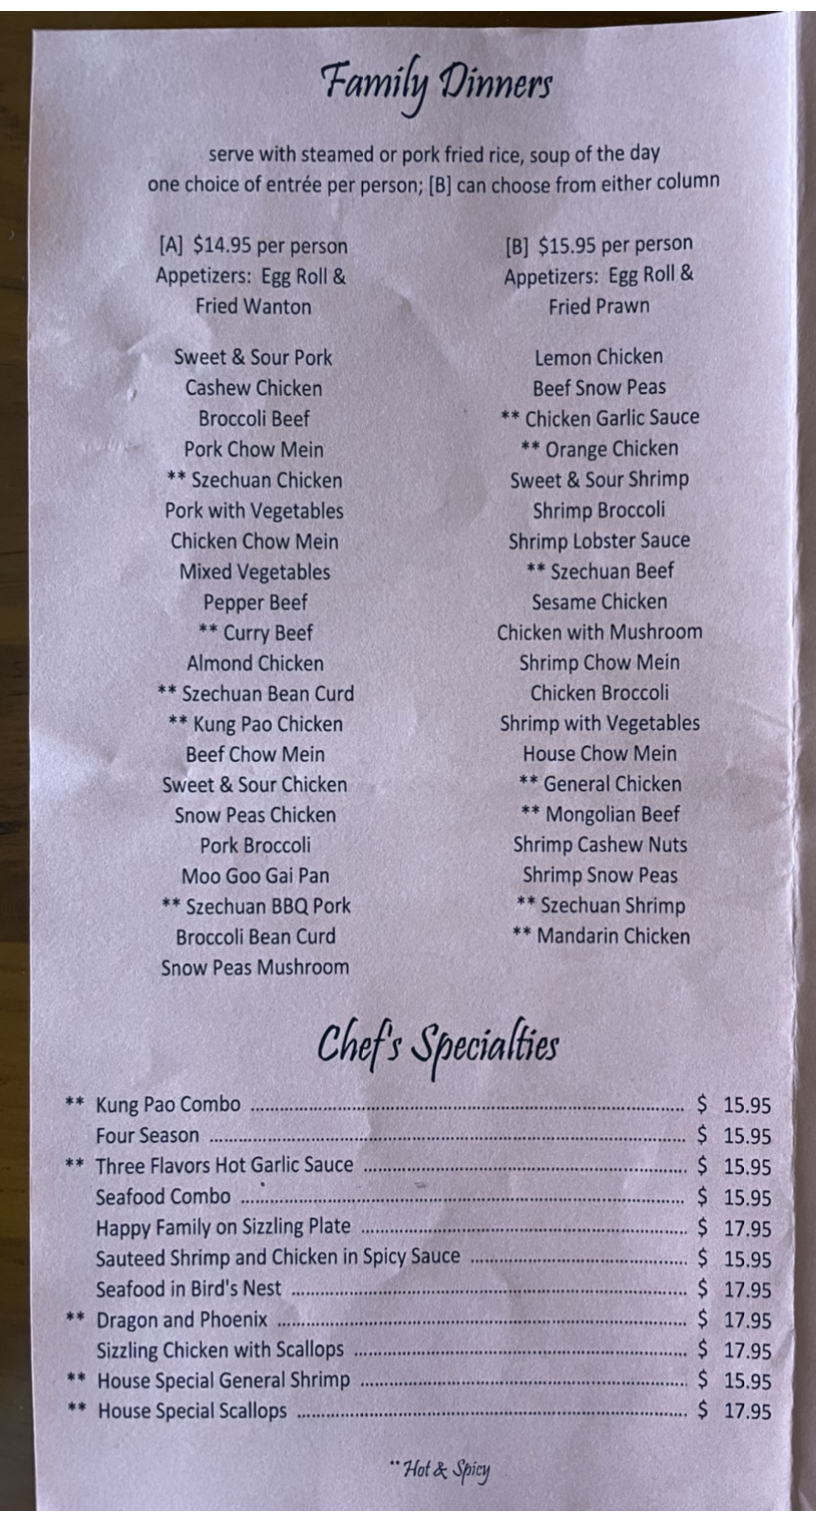 Family Dinners
serve with steamed or pork fried rice, soup of the day
one choice of entrée per person; [B] can choose from either column
[A] $14.95 per person
Appetizers: Egg Roll &
Fried Wanton
Sweet & Sour Pork
Cashew Chicken
Broccoli Beef
Pork Chow Mein
** Szechuan Chicken
Pork with Vegetables
Chicken Chow Mein
Mixed Vegetables
Pepper Beef
** Curry Beef
Almond Chicken
** Szechuan Bean Curd
** Kung Pao Chicken
Beef Chow Mein
Sweet & Sour Chicken
Snow Peas Chicken
Pork Broccoli
Moo Goo Gai Pan
** Szechuan BBQ Pork
Broccoli Bean Curd
Snow Peas Mushroom
[B] $15.95 per person
Appetizers: Egg Roll &
Fried Prawn
Lemon Chicken
Beef Snow Peas
** Chicken Garlic Sauce
** Orange Chicken
Sweet & Sour Shrimp
Shrimp Broccoli
Shrimp Lobster Sauce
** Szechuan Beef
Sesame Chicken
Chicken with Mushroom
Shrimp Chow Mein
Chicken Broccoli
Shrimp with Vegetables
House Chow Mein
** General Chicken
** Mongolian Beef
Shrimp Cashew Nuts
Shrimp Snow Peas
** Szechuan Shrimp
** Mandarin Chicken
Chef's Specialties
** Kung Pao Combo ........ $ 15.95
Four Season ........ $ 15.95
** Three Flavors Hot Garlic Sauce ........ $ 15.95
Seafood Combo ........ $ 15.95
Happy Family on Sizzling Plate ........ $ 17.95
Sauteed Shrimp and Chicken in Spicy Sauce ........ $ 15.95
Seafood in Bird's Nest ........ $ 17.95
** Dragon and Phoenix ........ $ 17.95
Sizzling Chicken with Scallops ........ $ 17.95
** House Special General Shrimp ........ $ 15.95
** House Special Scallops ........ $ 17.95
**Hot & Spicy